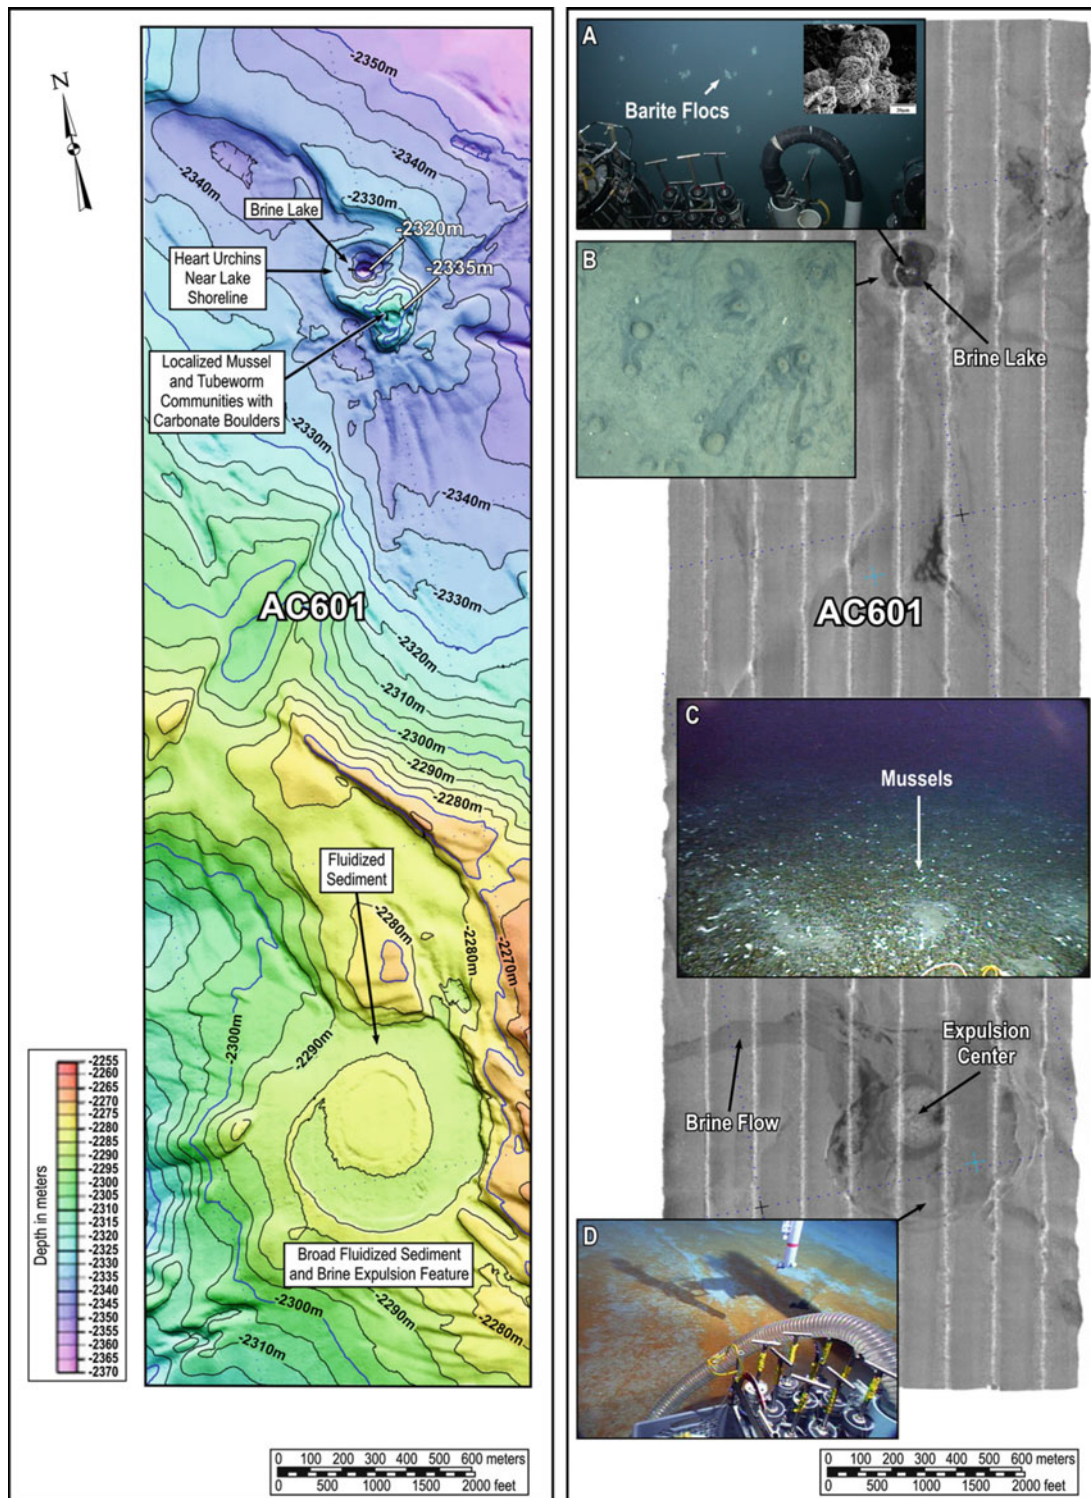 N
-2350m
-2340m
-2340m
-2330m
Brine Lake
-2320m
-2335m
Heart Urchins
Near Lake
Shoreline
Localized Mussel
and Tubeworm
Communities with
Carbonate Boulders
-2330m
-2340m
-2330m
AC601
-2320m
-2310m
-2300m
-2290m
-2280m
Fluidized
Sediment
-2280m
-2280m
-2270m
-2300m
-2290m
Broad Fluidized Sediment
and Brine Expulsion Feature
-2300m
-2290m
-2280m
-2310m
Depth in meters
-2255
-2260
-2265
-2270
-2275
-2280
-2285
-2290
-2295
-2300
-2305
-2310
-2315
-2320
-2325
-2330
-2335
-2340
-2345
-2350
-2355
-2360
-2365
-2370
0 100 200 300 400 500 600 meters
0 500 1000 1500 2000 feet
A
Barite Flocs
B
Brine Lake
AC601
C
Mussels
Expulsion
Center
Brine Flow
D
0 100 200 300 400 500 600 meters
0 500 1000 1500 2000 feet